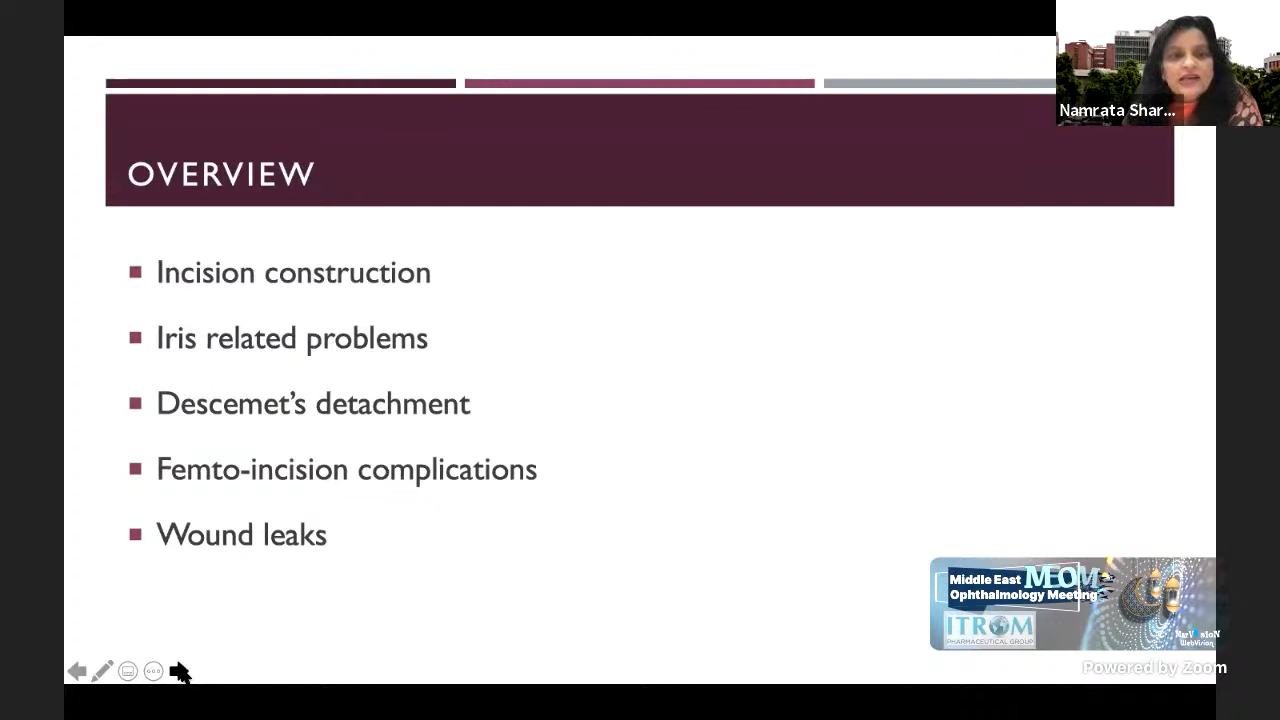 Namrata Shar...
OVERVIEW
Incision construction
Iris related problems
Descemet’s detachment
Femto-incision complications
Wound leaks
Middle East MEOM
Ophthalmology Meeting
ITROM
PHARMACEUTICAL GROUP
WebVision
Powered by Zoom